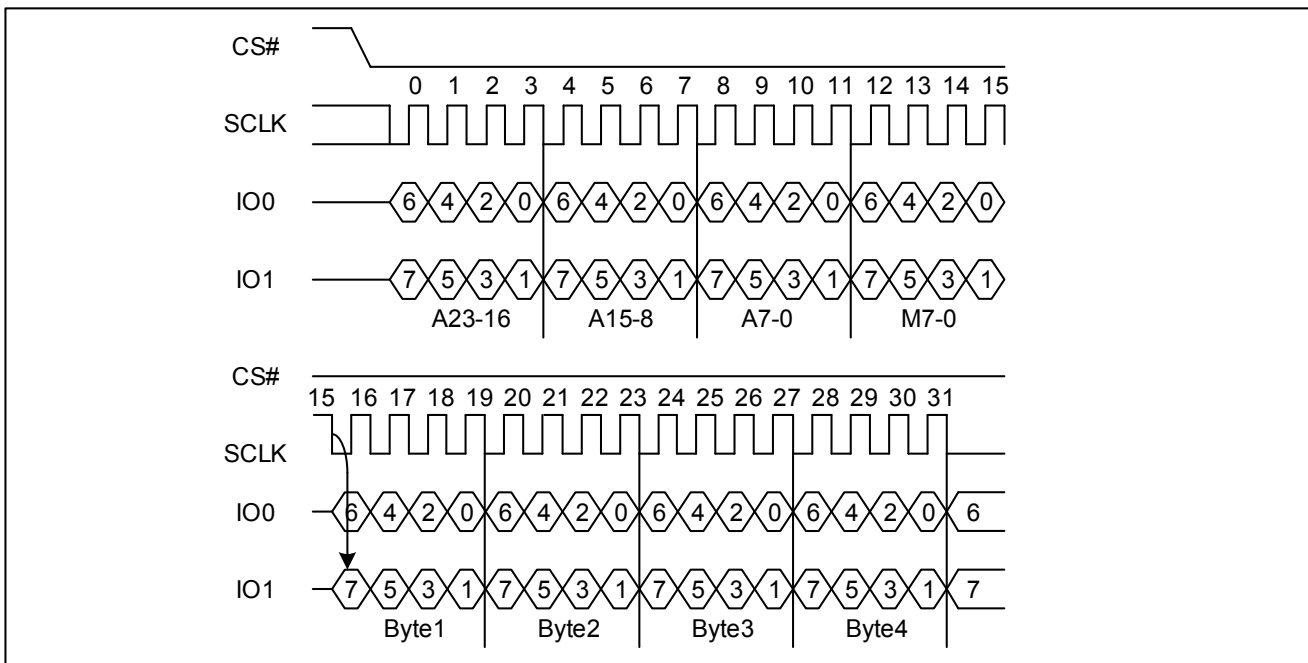 CS#
0 1 2 3 4 5 6 7 8 9 10 11 12 13 14 15
SCLK
IO0 6 4 2 0 6 4 2 0 6 4 2 0 6 4 2 0
IO1 7 5 3 1 7 5 3 1 7 5 3 1 7 5 3 1
A23-16 A15-8 A7-0 M7-0
CS#
15 16 17 18 19 20 21 22 23 24 25 26 27 28 29 30 31
SCLK
IO0 6 4 2 0 6 4 2 0 6 4 2 0 6 4 2 0 6
IO1 7 5 3 1 7 5 3 1 7 5 3 1 7 5 3 1 7
Byte1 Byte2 Byte3 Byte4